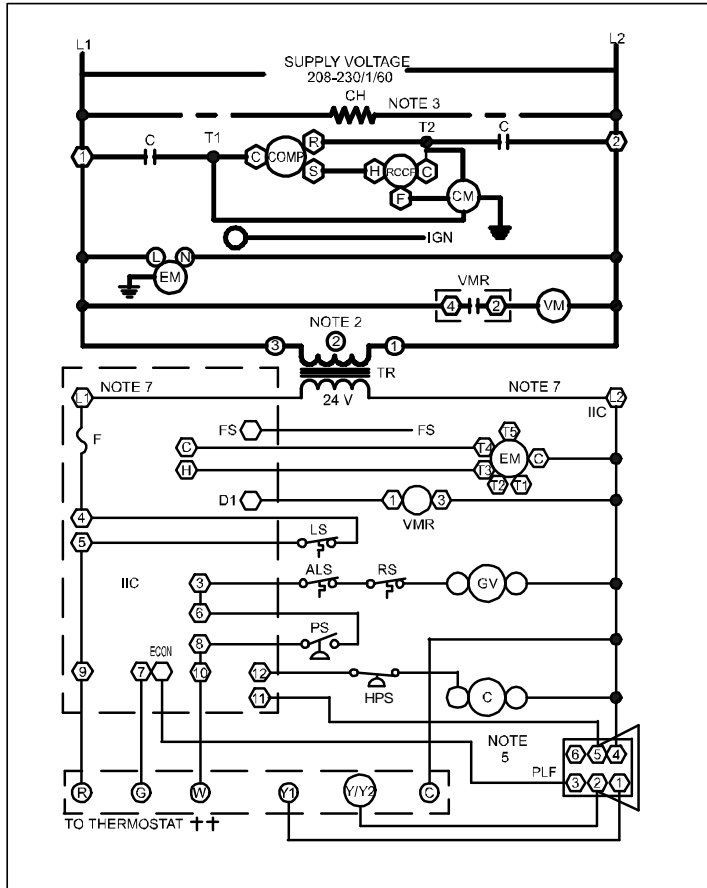 L1 L2
SUPPLY VOLTAGE
208-230/1/60
CH NOTE 3
C T1 T2 C
1 C COMP R 2
S H RCCF C
F CM
IGN
L N
EM
VMR
4 2 VM
NOTE 2
3 2 1
TR
L1 NOTE 7 24 V NOTE 7 L2
IIC
F FS FS
T5
C T4 EM C
H T3
T2 T1
D1 1 3
VMR
4 LS
5
ALS RS
IIC 3 GV
6
PS
8
ECON
9 7 10 12
HPS C
11
NOTE
5
6 5 4
PLF
3 2 1
R G W Y1 Y/Y2 C
TO THERMOSTAT ++